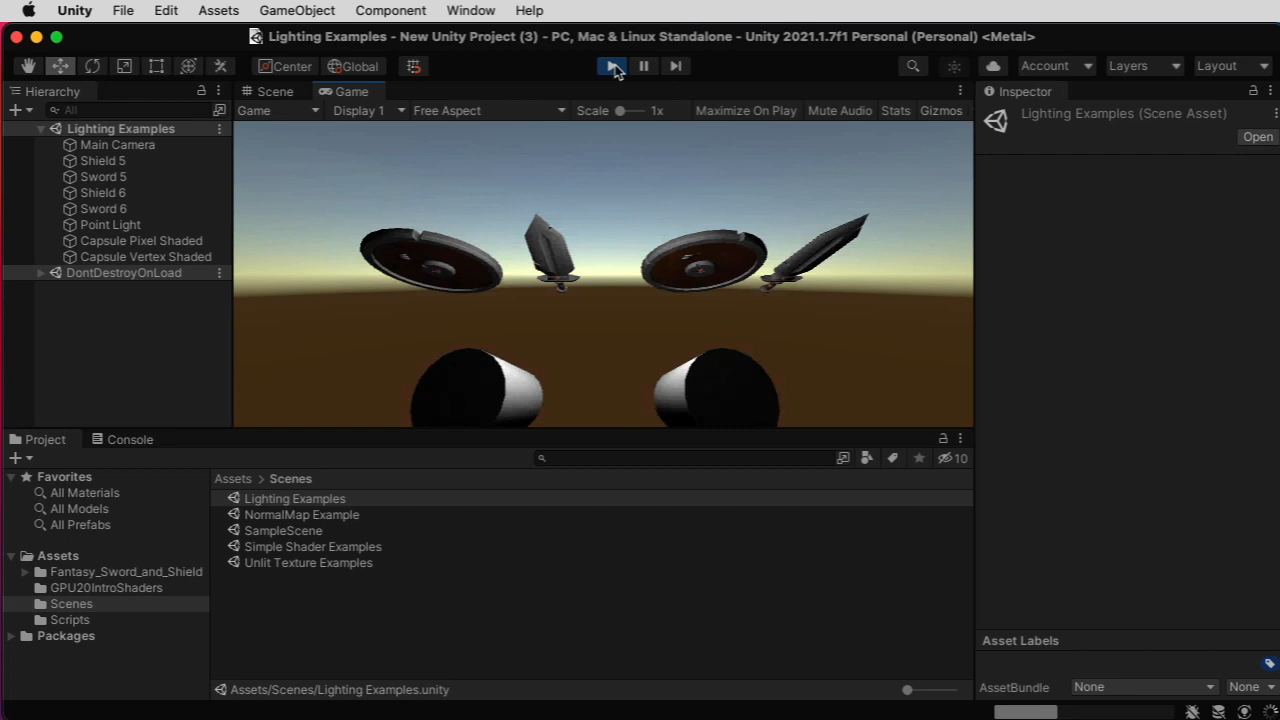 Unity File Edit Assets GameObject Component Window Help
Lighting Examples - New Unity Project (3) - PC, Mac & Linux Standalone - Unity 2021.1.7f1 Personal (Personal) <Metal>
Center Global Account Layers Layout
Hierarchy Scene Game Inspector
All Game Display 1 Free Aspect Scale 1x Maximize On Play Mute Audio Stats Gizmos Lighting Examples (Scene Asset)
Open
Lighting Examples
Main Camera
Shield 5
Sword 5
Shield 6
Sword 6
Point Light
Capsule Pixel Shaded
Capsule Vertex Shaded
DontDestroyOnLoad
Project Console
10
Favorites
All Materials
All Models
All Prefabs
Assets
Fantasy_Sword_and_Shield
GPU20IntroShaders
Scenes
Scripts
Packages
Assets > Scenes
Lighting Examples
NormalMap Example
SampleScene
Simple Shader Examples
Unlit Texture Examples
Assets/Scenes/Lighting Examples.unity
Asset Labels
AssetBundle None None